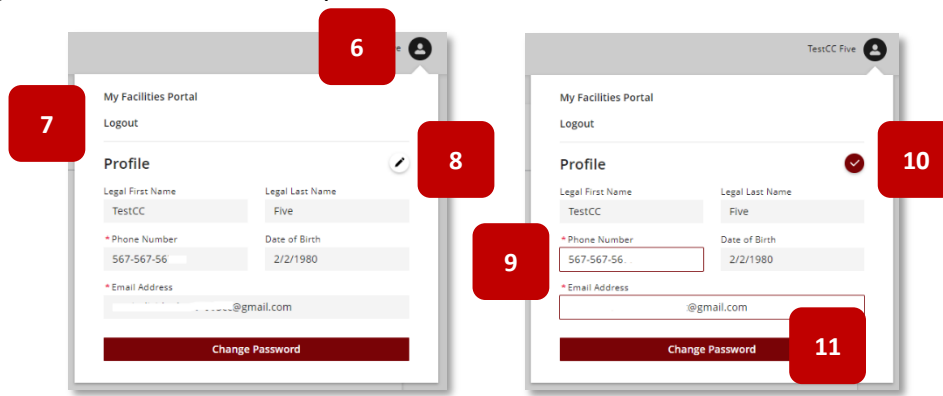 6
7
My Facilities Portal
Logout
8
Profile
Legal First Name Legal Last Name
TestCC Five
* Phone Number Date of Birth
567-567-56 2/2/1980
* Email Address
@gmail.com
Change Password
TestCC Five
My Facilities Portal
Logout
10
Profile
Legal First Name Legal Last Name
TestCC Five
9
* Phone Number Date of Birth
567-567-56. 2/2/1980
* Email Address
@gmail.com
Change Password
11